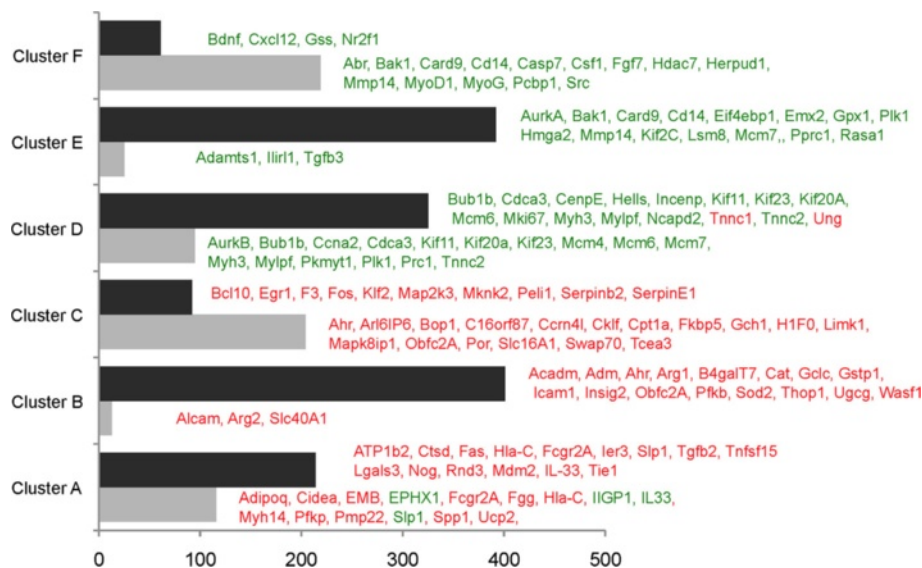 Cluster F
Bdnf, Cxcl12, Gss, Nr2f1
Abr, Bak1, Card9, Cd14, Casp7, Csf1, Fgf7, Hdac7, Herpud1,
Mmp14, MyoD1, MyoG, Pcbp1, Src
Cluster E
AurkA, Bak1, Card9, Cd14, Eif4ebp1, Emx2, Gpx1, Plk1
Hmga2, Mmp14, Kif2C, Lsm8, Mcm7,, Pprc1, Rasa1
Adamts1, Ilirl1, Tgfb3
Cluster D
Bub1b, Cdca3, CenpE, Hells, Incenp, Kif11, Kif23, Kif20A,
Mcm6, Mki67, Myh3, Mylpf, Ncapd2, Tnnc1, Tnnc2, Ung
AurkB, Bub1b, Ccna2, Cdca3, Kif11, Kif20a, Kif23, Mcm4, Mcm6, Mcm7,
Myh3, Mylpf, Pkmyt1, Plk1, Prc1, Tnnc2
Cluster C
Bcl10, Egr1, F3, Fos, Klf2, Map2k3, Mknk2, Peli1, Serpinb2, SerpinE1
Ahr, Arl6IP6, Bop1, C16orf87, Ccrn4l, Cklf, Cpt1a, Fkbp5, Gch1, H1F0, Limk1,
Mapk8ip1, Obfc2A, Por, Slc16A1, Swap70, Tcea3
Cluster B
Acadm, Adm, Ahr, Arg1, B4galT7, Cat, Gclc, Gstp1,
Icam1, Insig2, Obfc2A, Pfkb, Sod2, Thop1, Ugcg, Wasf1
Alcam, Arg2, Slc40A1
Cluster A
ATP1b2, Ctsd, Fas, Hla-C, Fcgr2A, Ier3, Slp1, Tgfb2, Tnfsf15
Lgals3, Nog, Rnd3, Mdm2, IL-33, Tie1
Adipoq, Cidea, EMB, EPHX1, Fcgr2A, Fgg, Hla-C, IIGP1, IL33,
Myh14, Pfkp, Pmp22, Slp1, Spp1, Ucp2,
0 100 200 300 400 500